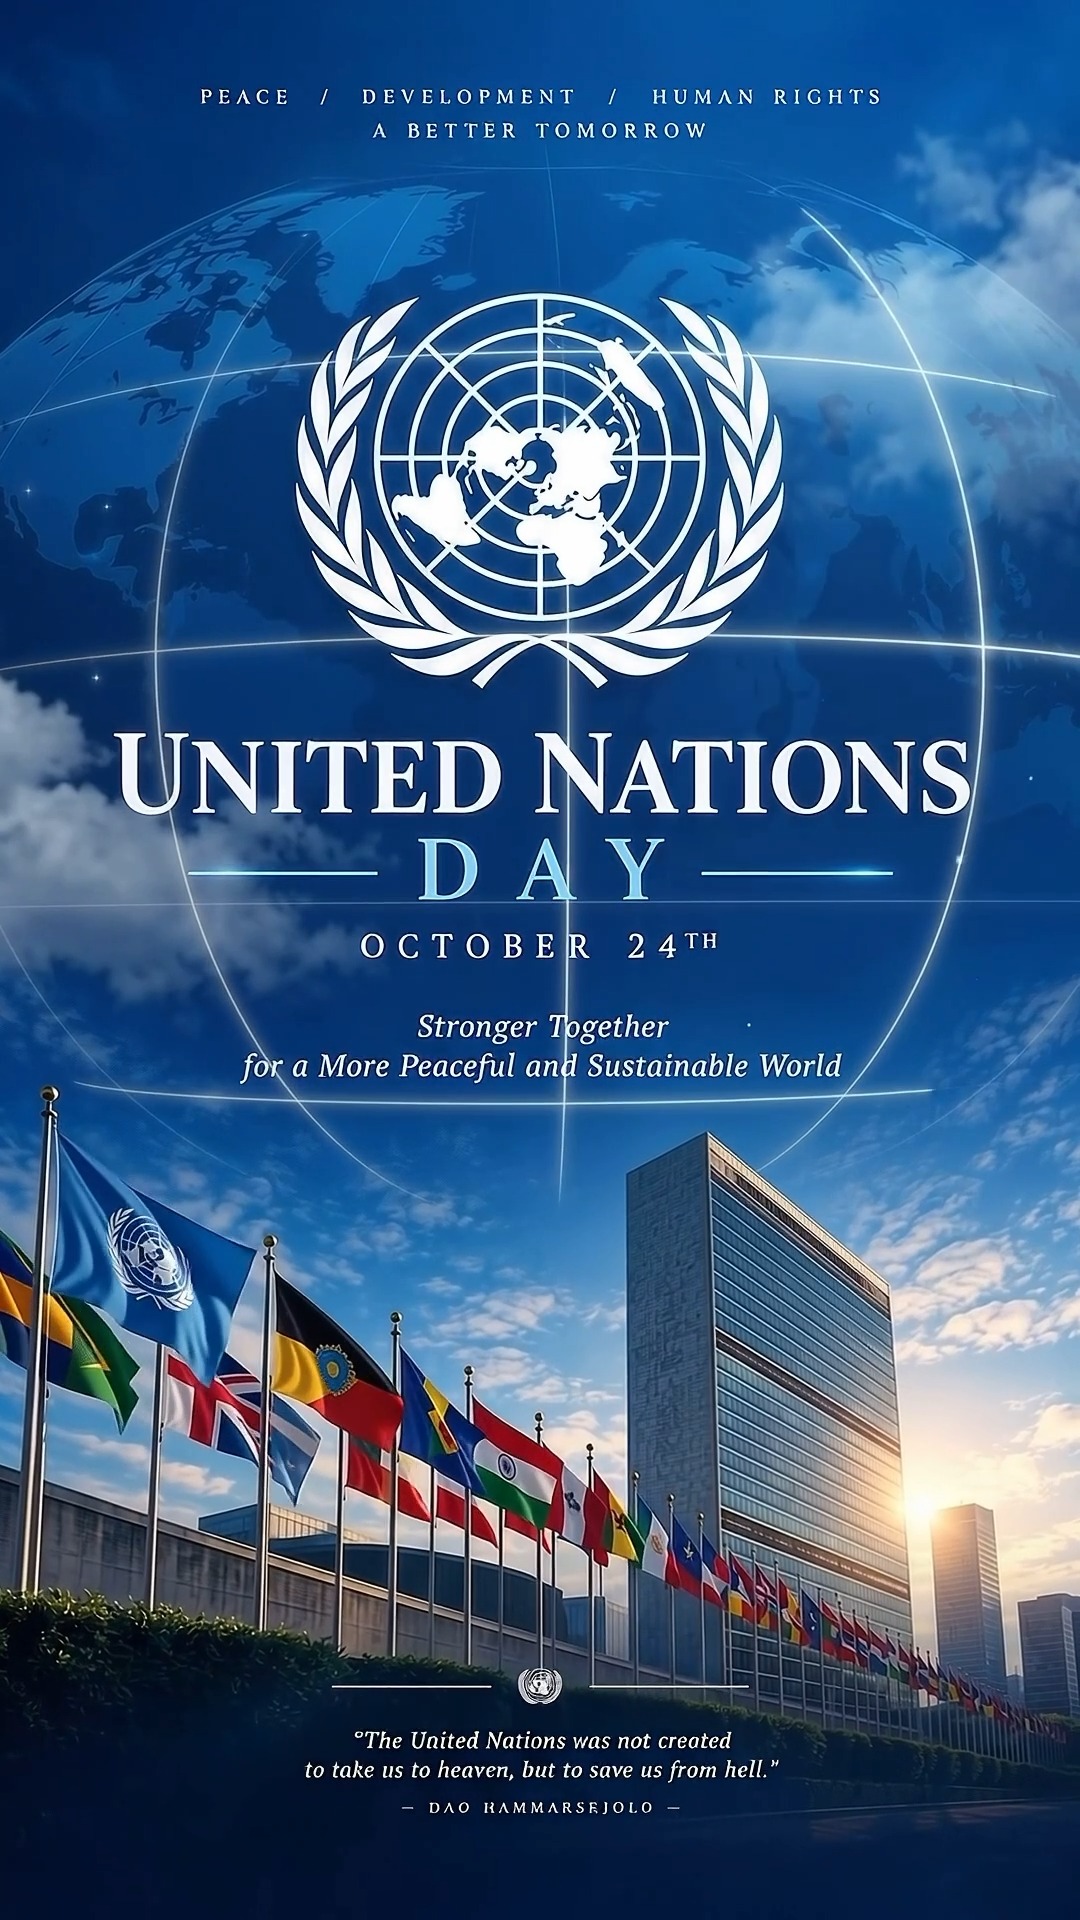 PEACE / DEVELOPMENT / HUMAN RIGHTS
A BETTER TOMORROW
UNITED NATIONS
DAY
OCTOBER 24TH
Stronger Together
for a More Peaceful and Sustainable World
"The United Nations was not created
to take us to heaven, but to save us from hell."
— DAO HAMMARSEJOLO —